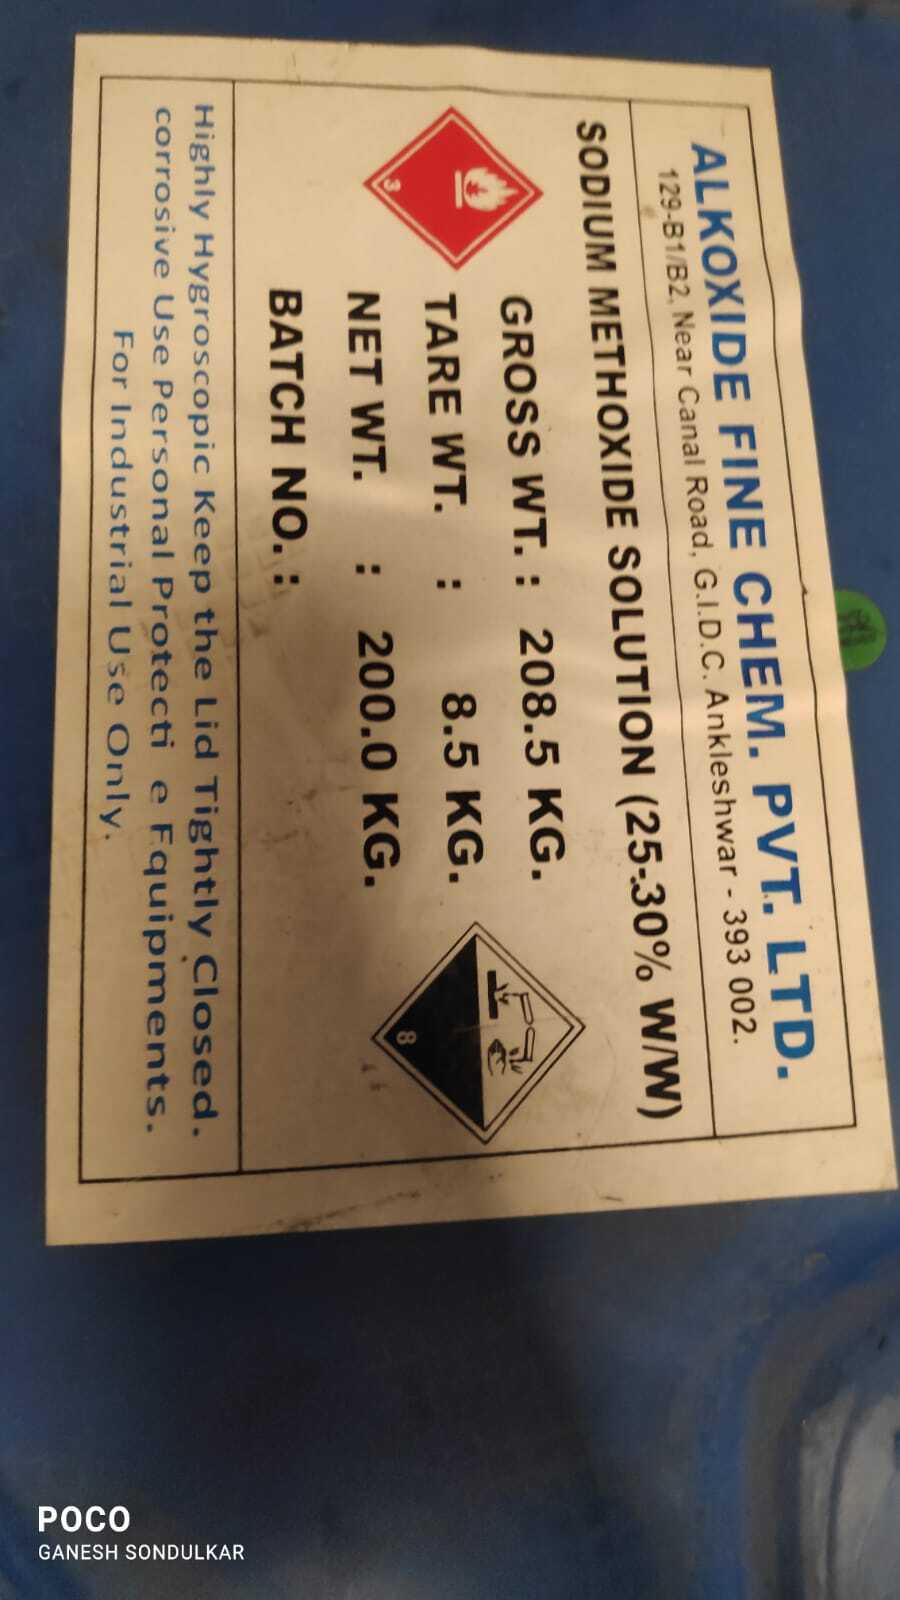 ALKOXIDE FINE CHEM. PVT. LTD.
129-B1/B2, Near Canal Road, G.I.D.C. Ankleshwar - 393 002.
SODIUM METHOXIDE SOLUTION (25-30% W/W)
GROSS WT. : 208.5 KG.
TARE WT. : 8.5 KG.
NET WT. : 200.0 KG.
BATCH NO. :
3
8
Highly Hygroscopic Keep the Lid Tightly Closed.
corrosive Use Personal Protecti e Equipments.
For Industrial Use Only.
POCO
GANESH SONDULKAR